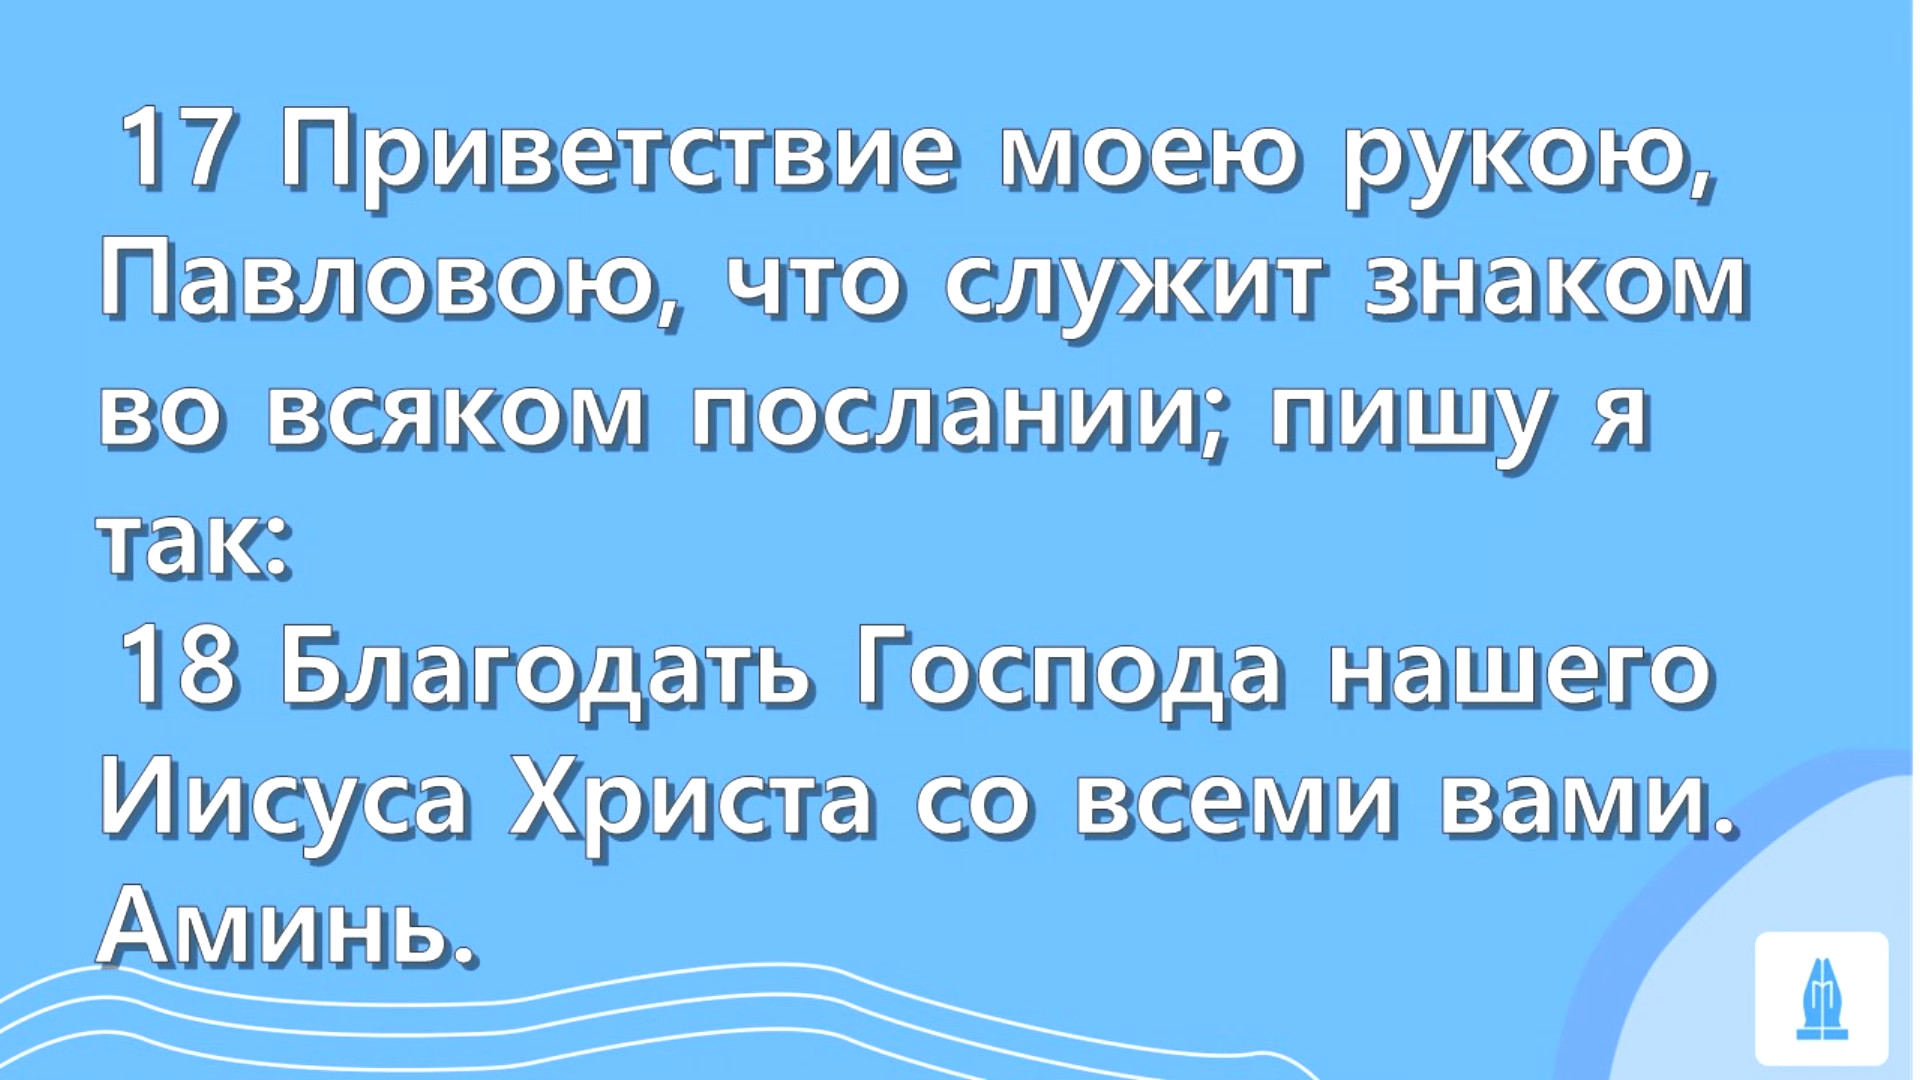 17 Приветствие моею рукою,
Павловою, что служит знаком
во всяком послании; пишу я
так:
18 Благодать Господа нашего
Иисуса Христа со всеми вами.
Аминь.